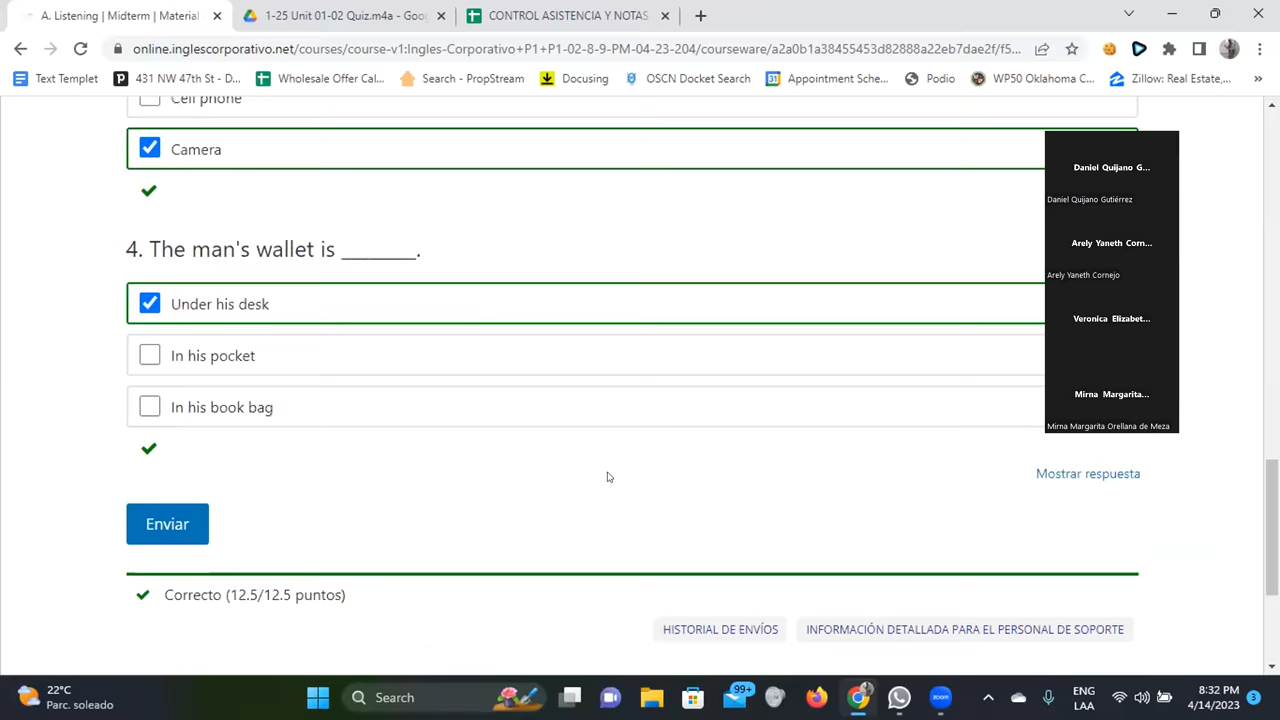 A. Listening | Midterm | Material
1-25 Unit 01-02 Quiz.m4a - Goo
CONTROL ASISTENCIA Y NOTAS
online.inglescorporativo.net/courses/course-v1:Ingles-Corporativo+P1+P1-02-8-9-PM-04-23-204/courseware/a2a0b1a38455453d82888a22eb7dae2f/f5...
Text Templet
431 NW 47th St - D...
Wholesale Offer Cal...
Search - PropStream
Docusing
OSCN Docket Search
Appointment Sche...
Podio
WP50 Oklahoma C...
Zillow: Real Estate,...
Cell phone
Camera
Daniel Quijano G...
Daniel Quijano Gutiérrez
Arely Yaneth Corn...
Arely Yaneth Cornejo
Veronica Elizabet...
Mirna Margarita...
Mirna Margarita Orellana de Meza
4. The man's wallet is _______.
Under his desk
In his pocket
In his book bag
Mostrar respuesta
Enviar
Correcto (12.5/12.5 puntos)
HISTORIAL DE ENVÍOS
INFORMACIÓN DETALLADA PARA EL PERSONAL DE SOPORTE
22°C
Parc. soleado
Search
99+
zoom
ENG
LAA
8:32 PM
4/14/2023
3